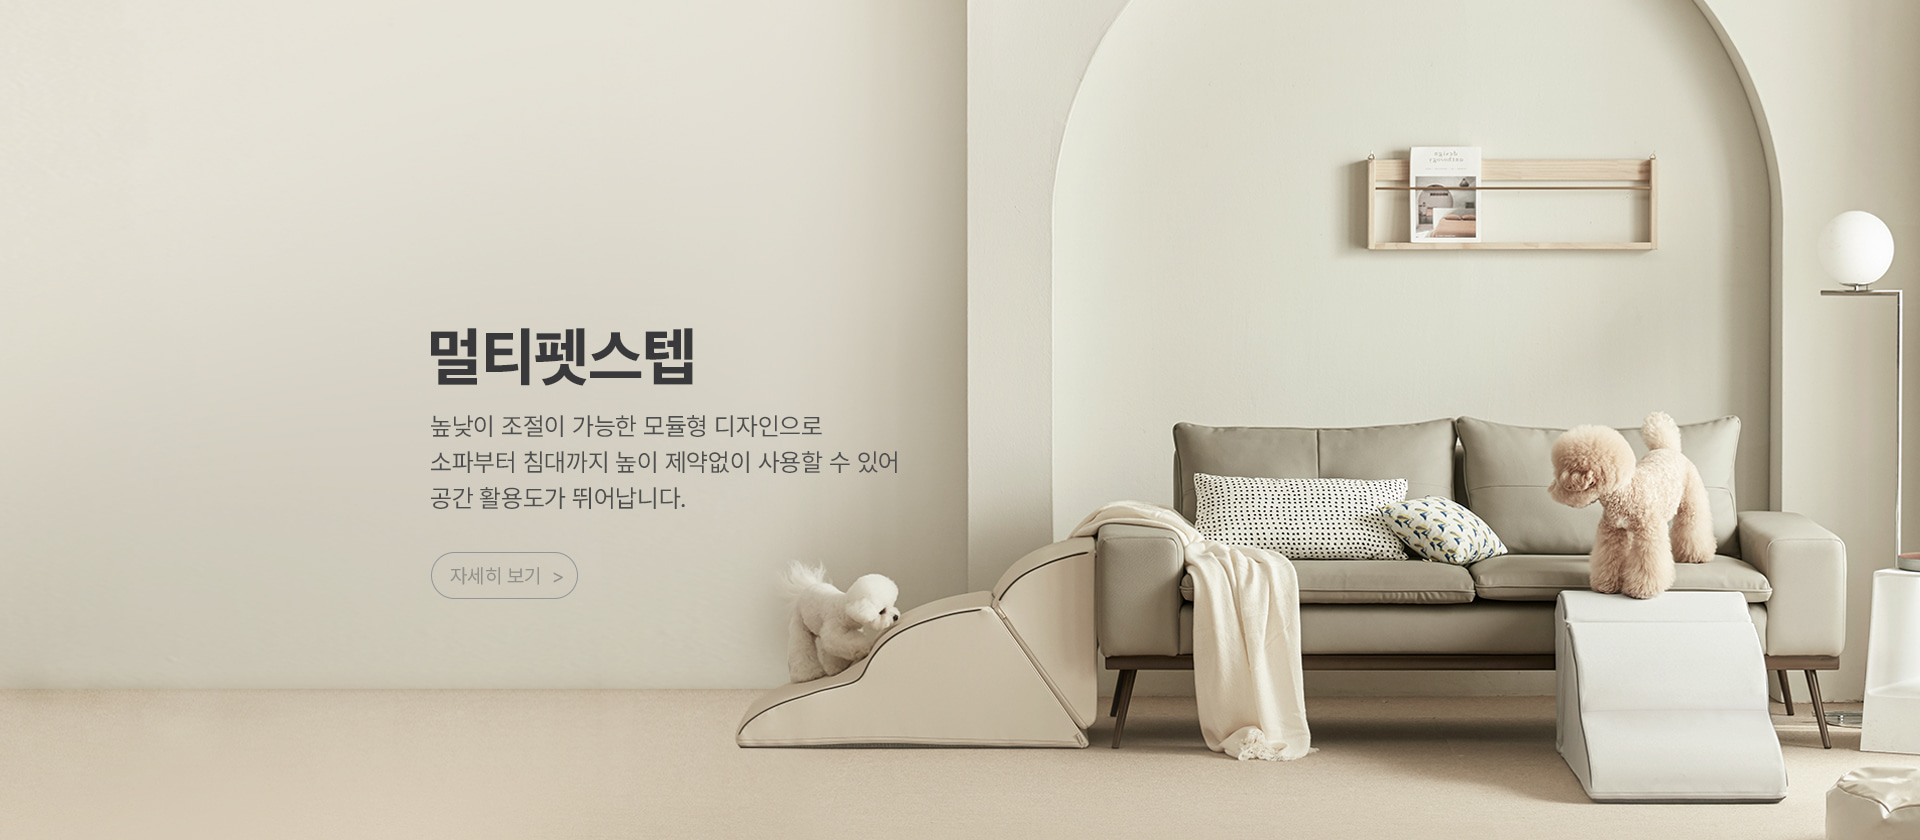 멀티펫스텝
높낮이 조절이 가능한 모듈형 디자인으로
소파부터 침대까지 높이 제약없이 사용할 수 있어
공간 활용도가 뛰어납니다.
자세히 보기 >